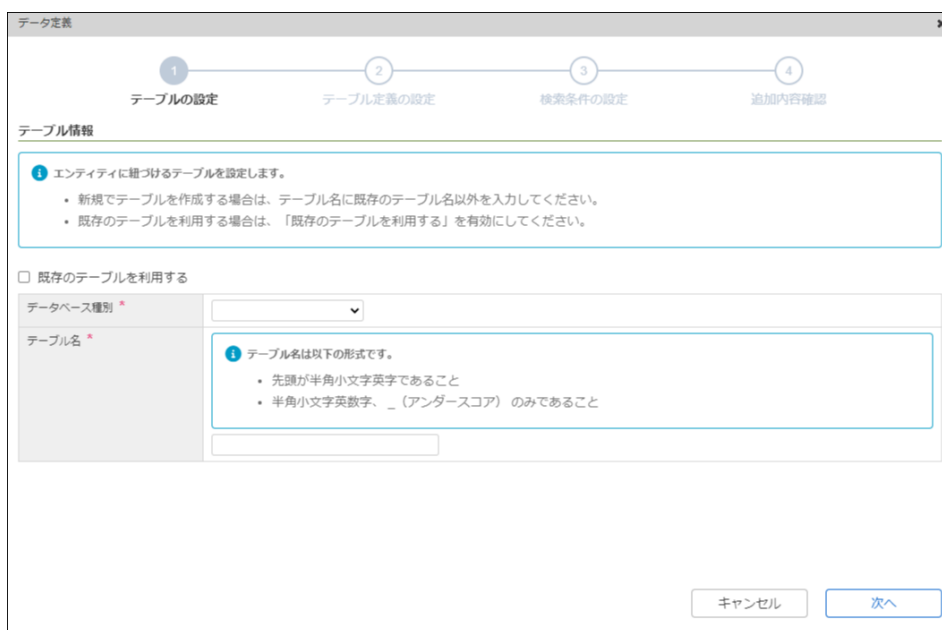 データ定義
1
2
3
4
テーブルの設定
テーブル定義の設定
検索条件の設定
追加内容確認
テーブル情報
エンティティに紐づけるテーブルを設定します。
• 新規でテーブルを作成する場合は、テーブル名に既存のテーブル名以外を入力してください。
• 既存のテーブルを利用する場合は、「既存のテーブルを利用する」を有効にしてください。
既存のテーブルを利用する
データベース種別 *
テーブル名 *
テーブル名は以下の形式です。
• 先頭が半角小文字英字であること
• 半角小文字英数字、_（アンダースコア）のみであること
キャンセル
次へ